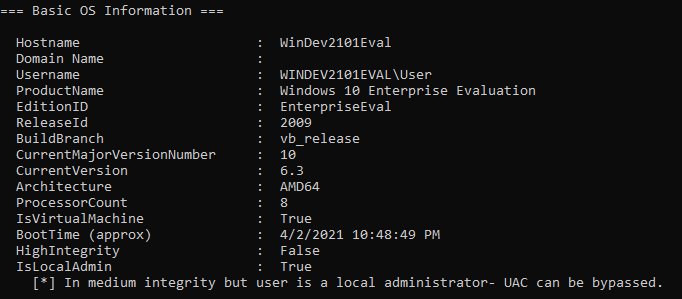 === Basic OS Information ===
Hostname : WinDev2101Eval
Domain Name :
Username : WINDEV2101EVAL\User
ProductName : Windows 10 Enterprise Evaluation
EditionID : EnterpriseEval
ReleaseId : 2009
BuildBranch : vb_release
CurrentMajorVersionNumber : 10
CurrentVersion : 6.3
Architecture : AMD64
ProcessorCount : 8
IsVirtualMachine : True
BootTime (approx) : 4/2/2021 10:48:49 PM
HighIntegrity : False
IsLocalAdmin : True
[*] In medium integrity but user is a local administrator- UAC can be bypassed.